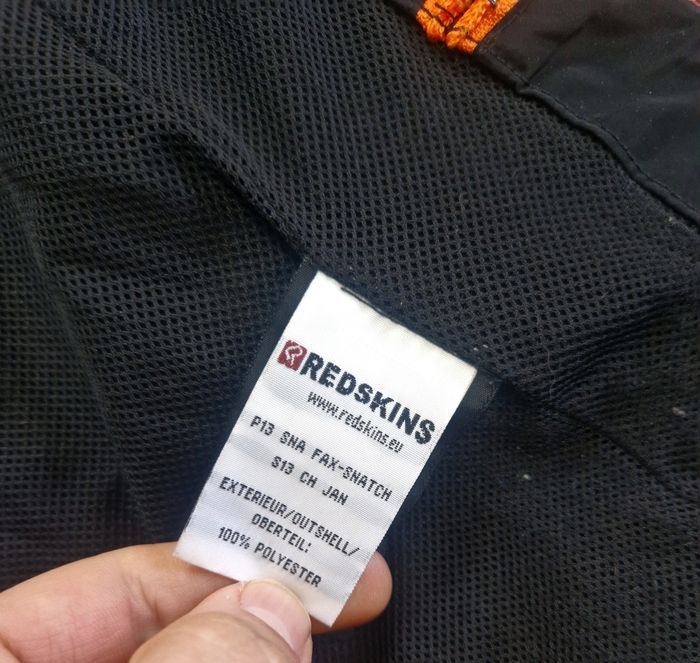 REDSKINS
www.redskins.eu
P13 SNA FAX-SNATCH
S13 CH JAN
EXTERIEUR/OUTSHELL/
OBERTEIL:
100% POLYESTER